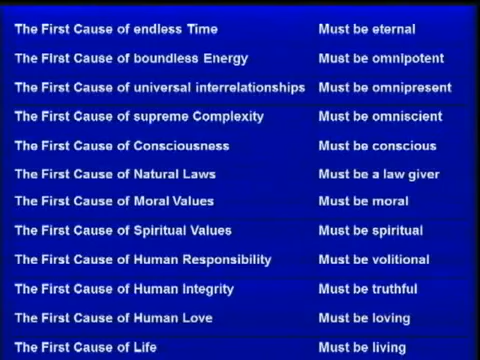 The First Cause of endless Time Must be eternal
The First Cause of boundless Energy Must be omnipotent
The First Cause of universal interrelationships Must be omnipresent
The First Cause of supreme Complexity Must be omniscient
The First Cause of Consciousness Must be conscious
The First Cause of Natural Laws Must be a law giver
The First Cause of Moral Values Must be moral
The First Cause of Spiritual Values Must be spiritual
The First Cause of Human Responsibility Must be volitional
The First Cause of Human Integrity Must be truthful
The First Cause of Human Love Must be loving
The First Cause of Life Must be living